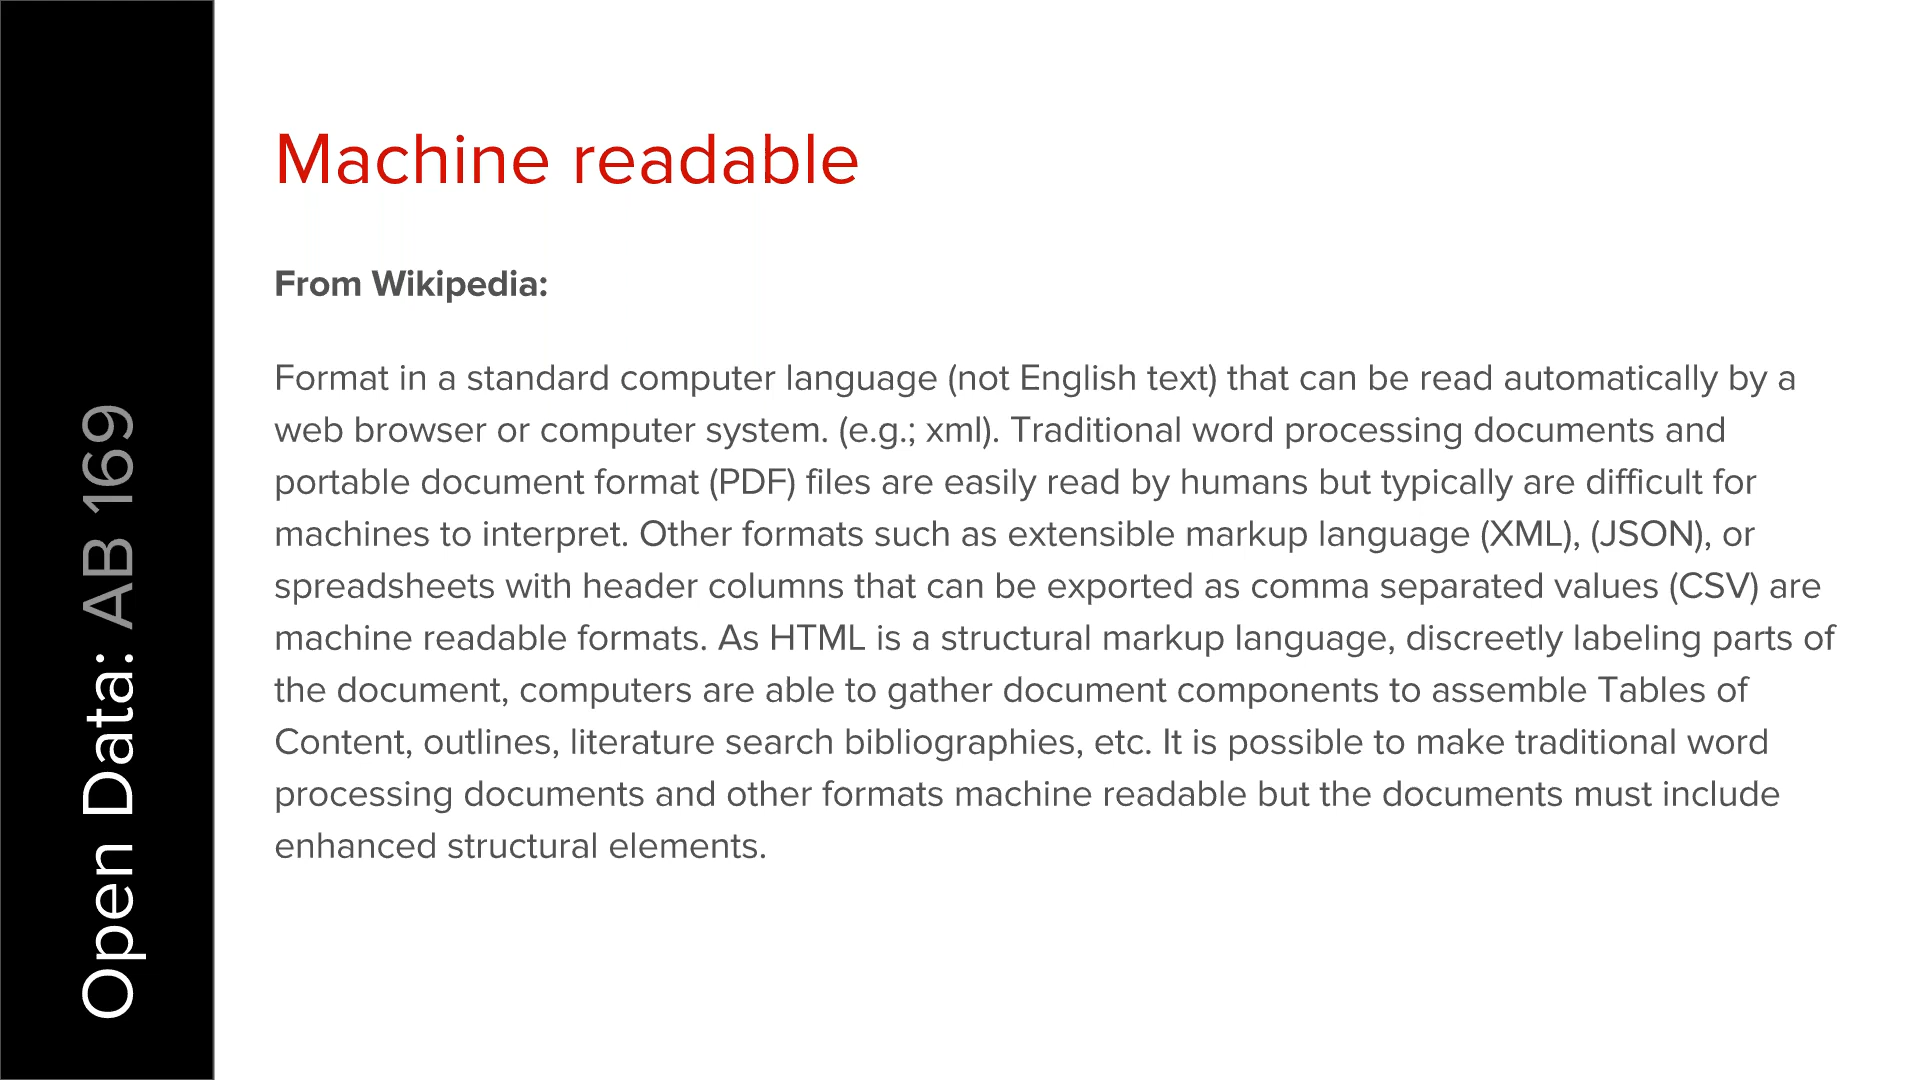 Open Data: AB 169
Machine readable
From Wikipedia:
Format in a standard computer language (not English text) that can be read automatically by a
web browser or computer system. (e.g.; xml). Traditional word processing documents and
portable document format (PDF) files are easily read by humans but typically are difficult for
machines to interpret. Other formats such as extensible markup language (XML), (JSON), or
spreadsheets with header columns that can be exported as comma separated values (CSV) are
machine readable formats. As HTML is a structural markup language, discreetly labeling parts of
the document, computers are able to gather document components to assemble Tables of
Content, outlines, literature search bibliographies, etc. It is possible to make traditional word
processing documents and other formats machine readable but the documents must include
enhanced structural elements.